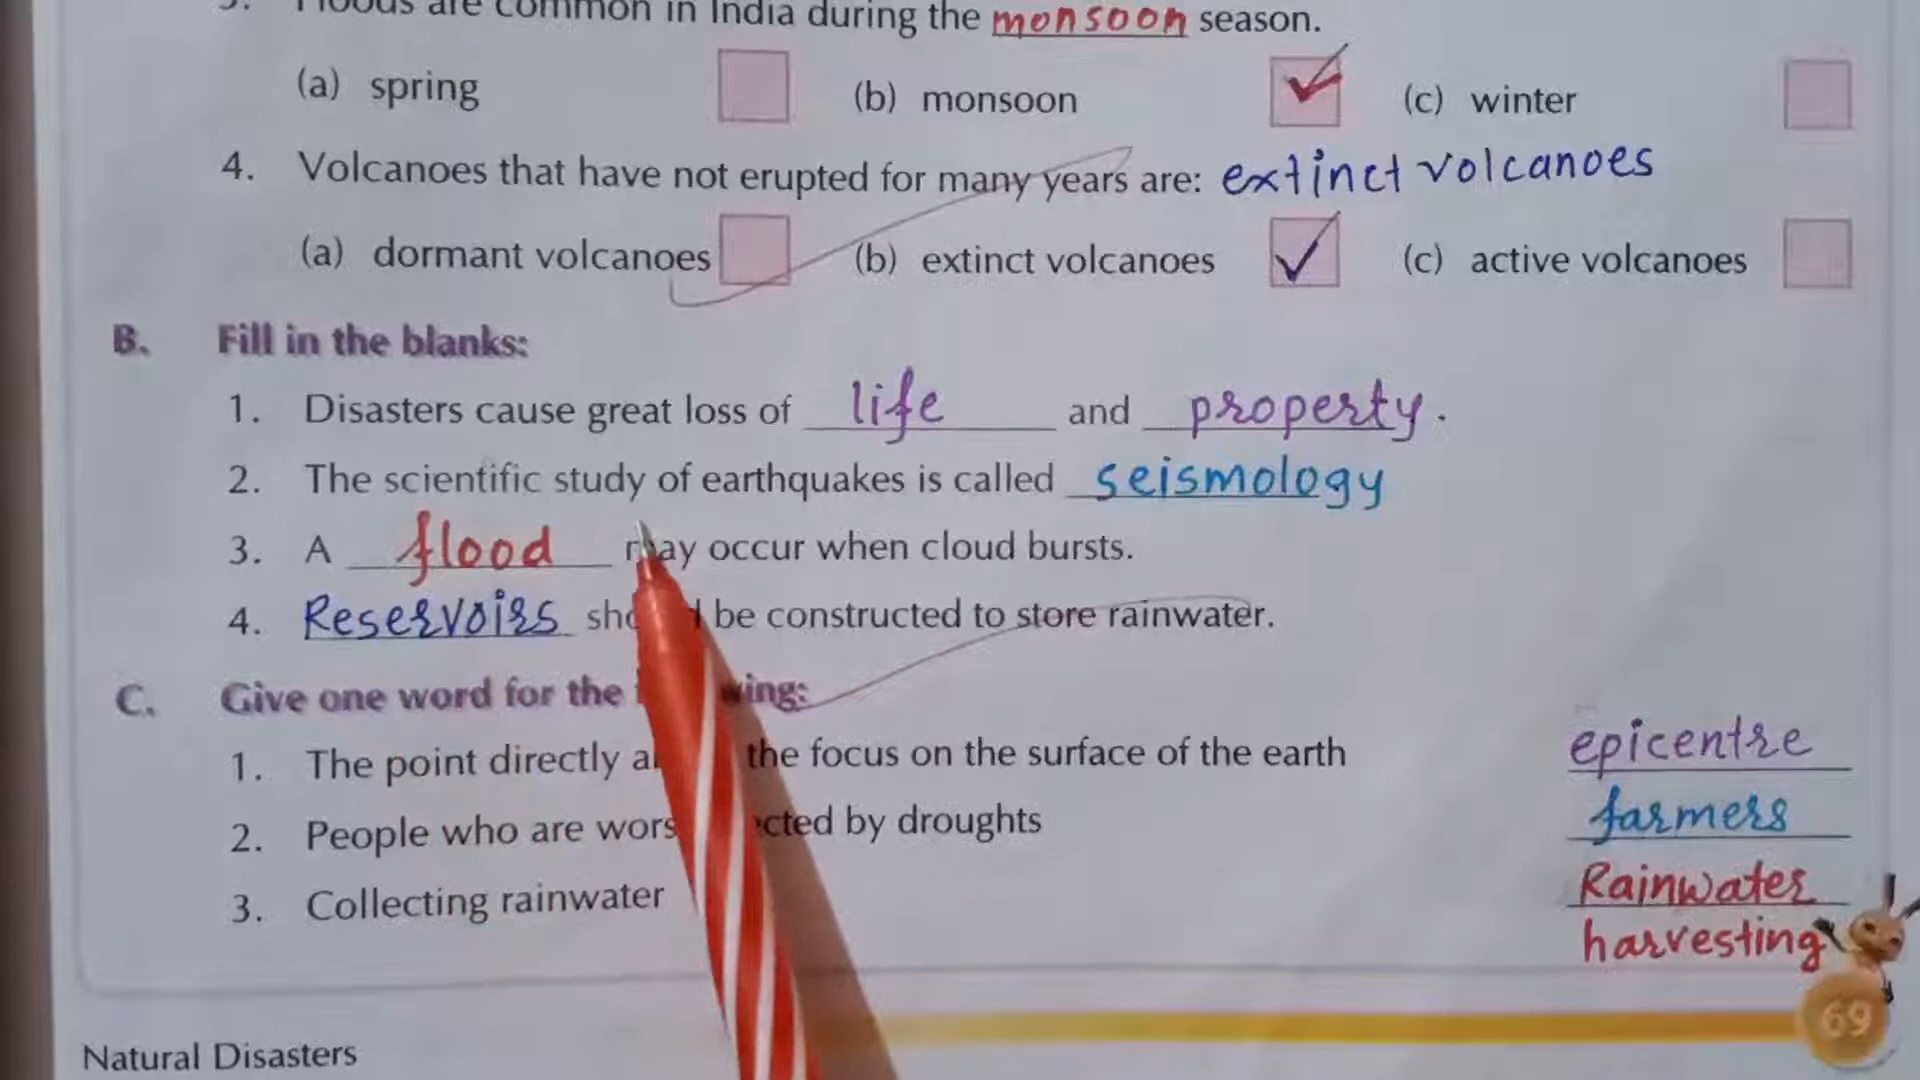 3. Floods are common in India during the monsoon season.
(a) spring (b) monsoon (c) winter
4. Volcanoes that have not erupted for many years are: extinct volcanoes
(a) dormant volcanoes (b) extinct volcanoes (c) active volcanoes
B. Fill in the blanks:
1. Disasters cause great loss of life and property.
2. The scientific study of earthquakes is called seismology
3. A flood may occur when cloud bursts.
4. Reservoirs be constructed to store rainwater.
C. Give one word for the
1. The point directly the focus on the surface of the earth epicentre
2. People who are by droughts farmers
3. Collecting rainwater Rainwater
harvesting
69
Natural Disasters